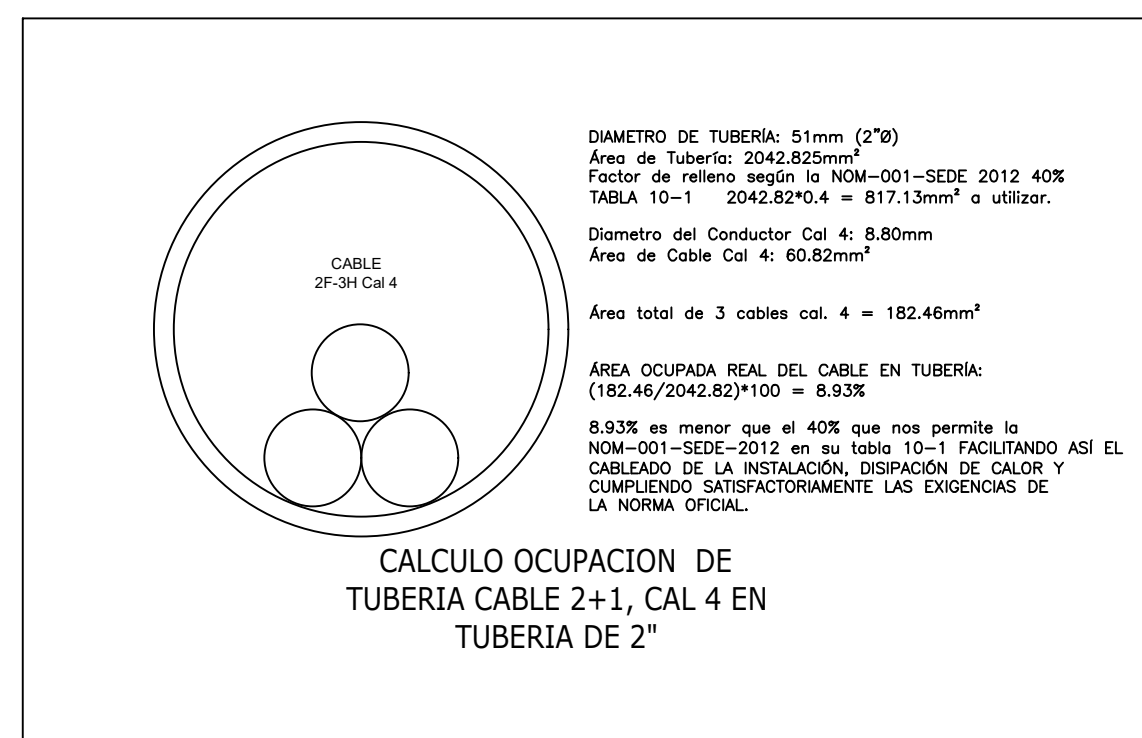 CABLE
2F-3H Cal 4
DIAMETRO DE TUBERÍA: 51mm (2"Ø)
Área de Tubería: 2042.825mm²
Factor de relleno según la NOM-001-SEDE 2012 40%
TABLA 10-1 2042.82*0.4 = 817.13mm² a utilizar.
Diametro del Conductor Cal 4: 8.80mm
Área de Cable Cal 4: 60.82mm²
Área total de 3 cables cal. 4 = 182.46mm²
ÁREA OCUPADA REAL DEL CABLE EN TUBERÍA:
(182.46/2042.82)*100 = 8.93%
8.93% es menor que el 40% que nos permite la
NOM-001-SEDE-2012 en su tabla 10-1 FACILITANDO ASÍ EL
CABLEADO DE LA INSTALACIÓN, DISIPACIÓN DE CALOR Y
CUMPLIENDO SATISFACTORIAMENTE LAS EXIGENCIAS DE
LA NORMA OFICIAL.
CALCULO OCUPACION DE
TUBERIA CABLE 2+1, CAL 4 EN
TUBERIA DE 2"